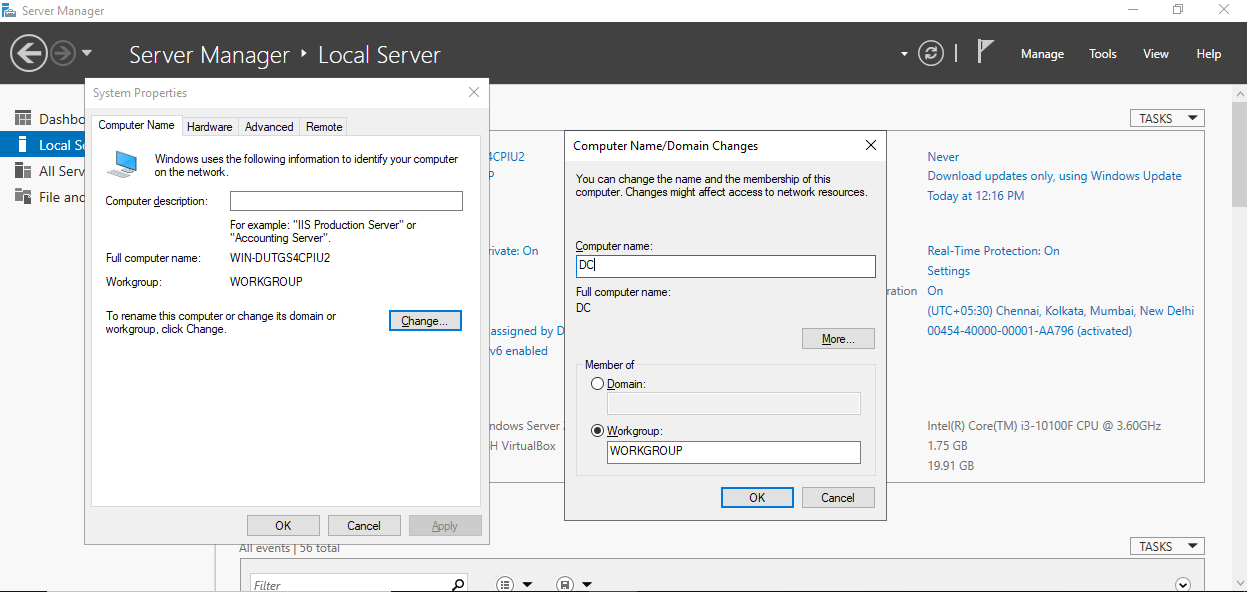 Server Manager
Server Manager ‣ Local Server
Manage Tools View Help
Dashbo
Local Se
All Serv
File and
System Properties
Computer Name Hardware Advanced Remote
Windows uses the following information to identify your computer
on the network.
Computer description:
For example: "IIS Production Server" or
"Accounting Server".
Full computer name: WIN-DUTGS4CPIU2
Workgroup: WORKGROUP
To rename this computer or change its domain or
workgroup, click Change.
Change...
OK Cancel Apply
4CPIU2
P
rivate: On
assigned by D
v6 enabled
ndows Server
H VirtualBox
Computer Name/Domain Changes
You can change the name and the membership of this
computer. Changes might affect access to network resources.
Computer name:
DC
Full computer name:
DC
More...
Member of
Domain:
Workgroup:
WORKGROUP
OK Cancel
TASKS
Never
Download updates only, using Windows Update
Today at 12:16 PM
Real-Time Protection: On
Settings
ration On
(UTC+05:30) Chennai, Kolkata, Mumbai, New Delhi
00454-40000-00001-AA796 (activated)
Intel(R) Core(TM) i3-10100F CPU @ 3.60GHz
1.75 GB
19.91 GB
All events | 56 total
TASKS
Filter